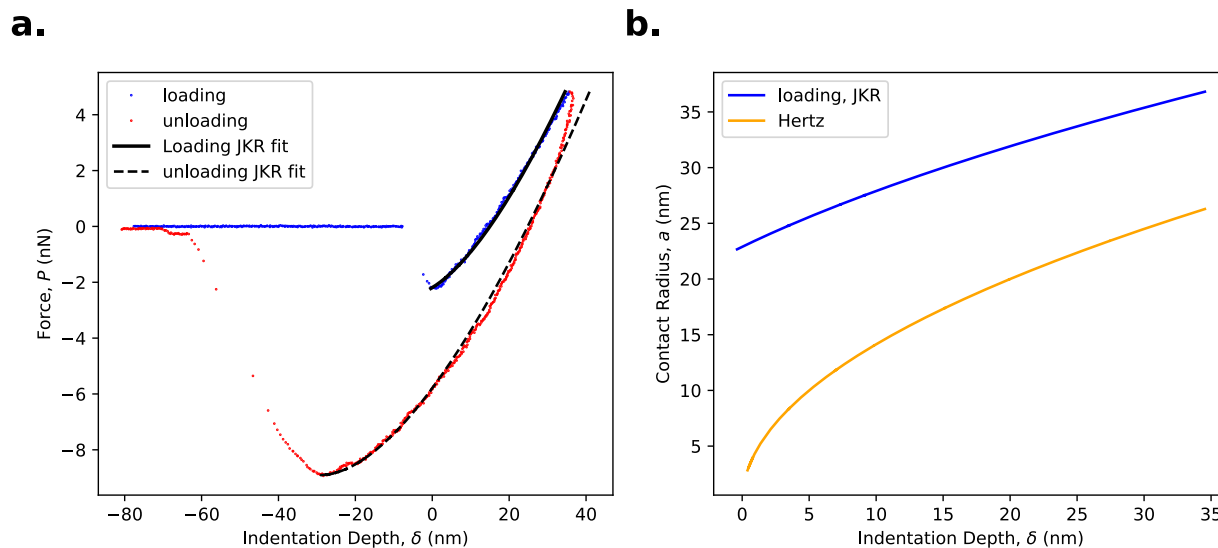 a.
loading
unloading
Loading JKR fit
unloading JKR fit
4
2
0
−2
−4
−6
−8
Force, P (nN)
−80
−60
−40
−20
0
20
40
Indentation Depth, δ (nm)
b.
loading, JKR
Hertz
35
30
25
20
15
10
5
Contact Radius, a (nm)
0
5
10
15
20
25
30
35
Indentation Depth, δ (nm)